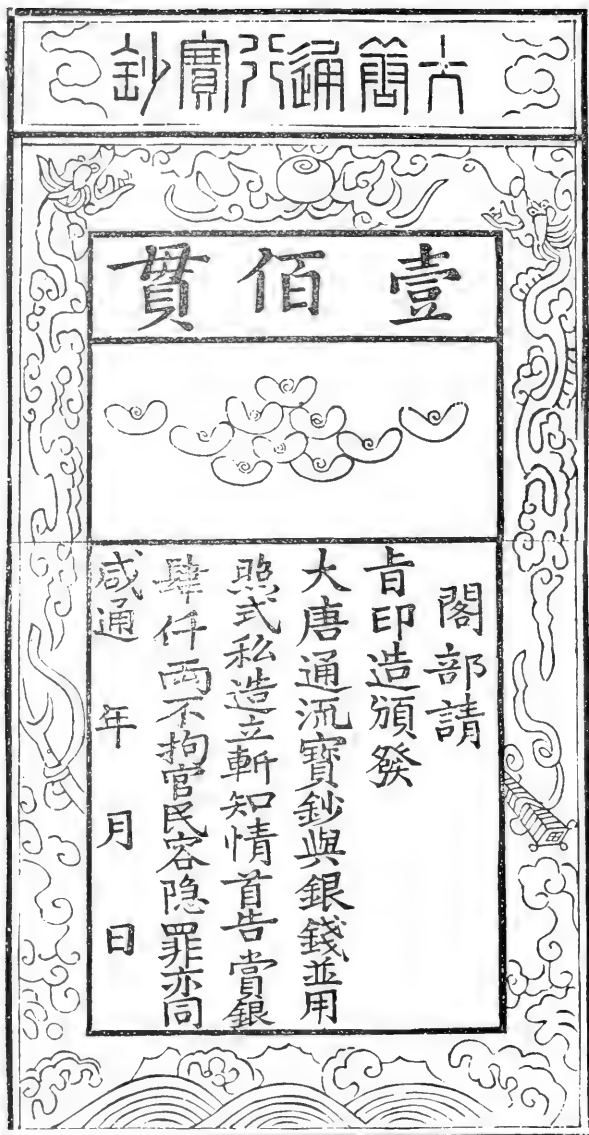 大唐通行寶鈔
壹佰貫
閣部請
旨印造頒發
大唐通流寶鈔與銀錢並用
照式私造立斬知情首告賞銀
肆仟兩不拘官民容隐罪亦同
咸通 年 月 日